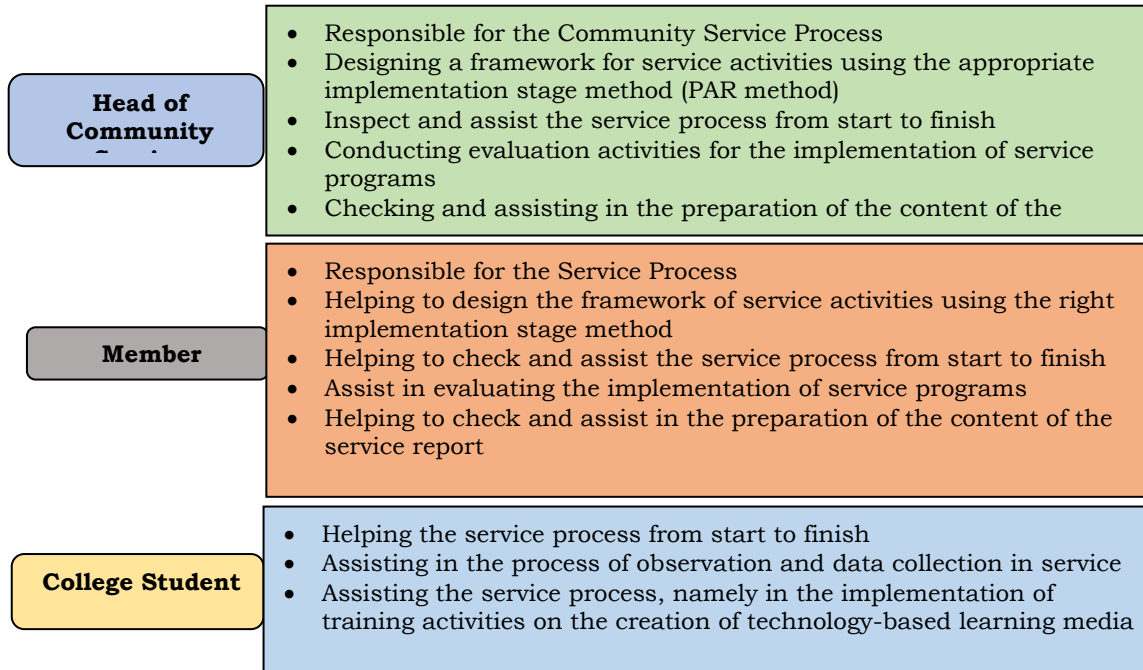 Head of
Community
• Responsible for the Community Service Process
• Designing a framework for service activities using the appropriate
implementation stage method (PAR method)
• Inspect and assist the service process from start to finish
• Conducting evaluation activities for the implementation of service
programs
• Checking and assisting in the preparation of the content of the
Member
• Responsible for the Service Process
• Helping to design the framework of service activities using the right
implementation stage method
• Helping to check and assist the service process from start to finish
• Assist in evaluating the implementation of service programs
• Helping to check and assist in the preparation of the content of the
service report
College Student
• Helping the service process from start to finish
• Assisting in the process of observation and data collection in service
• Assisting the service process, namely in the implementation of
training activities on the creation of technology-based learning media